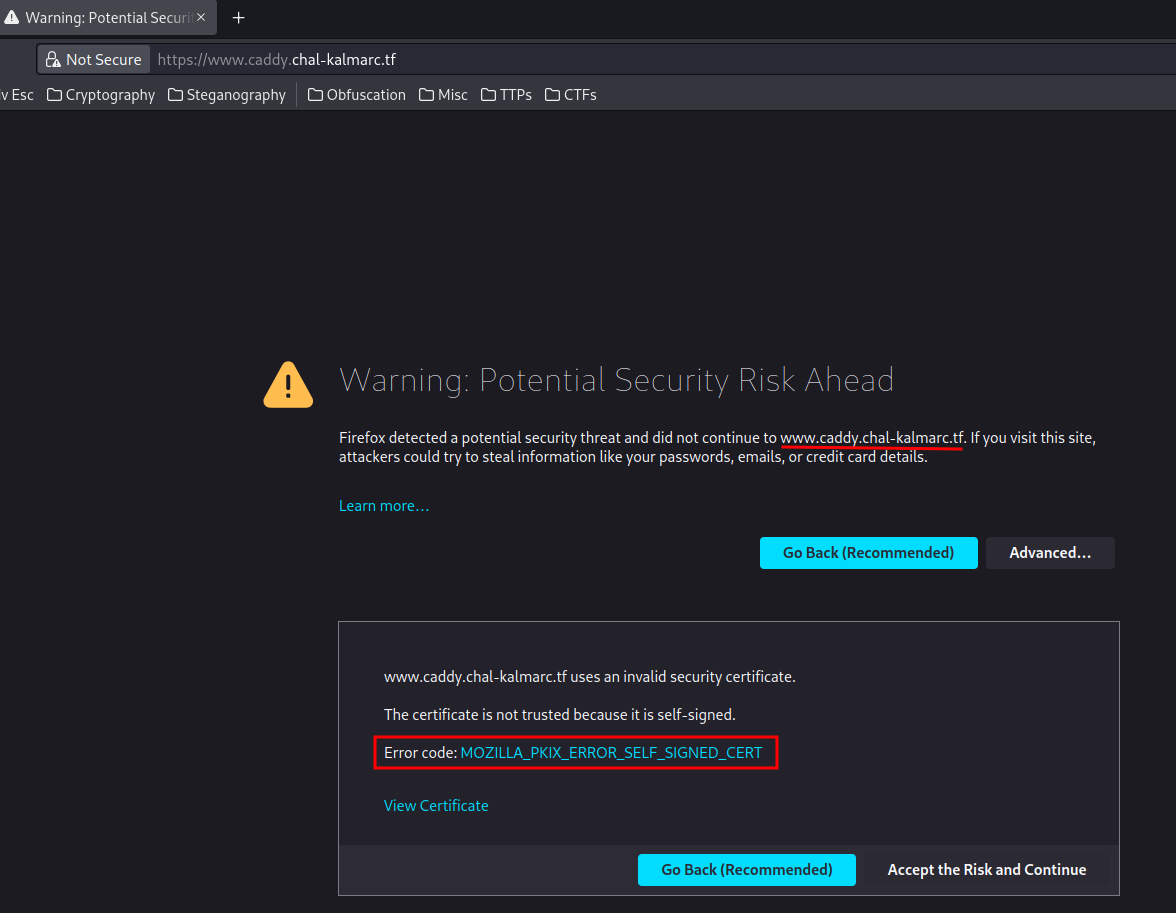 Warning: Potential Securi ×
+
Not Secure https://www.caddy.chal-kalmarc.tf
iv Esc Cryptography Steganography Obfuscation Misc TTPs CTFs
Warning: Potential Security Risk Ahead
Firefox detected a potential security threat and did not continue to www.caddy.chal-kalmarc.tf. If you visit this site,
attackers could try to steal information like your passwords, emails, or credit card details.
Learn more…
Go Back (Recommended) Advanced…
www.caddy.chal-kalmarc.tf uses an invalid security certificate.
The certificate is not trusted because it is self-signed.
Error code: MOZILLA_PKIX_ERROR_SELF_SIGNED_CERT
View Certificate
Go Back (Recommended) Accept the Risk and Continue